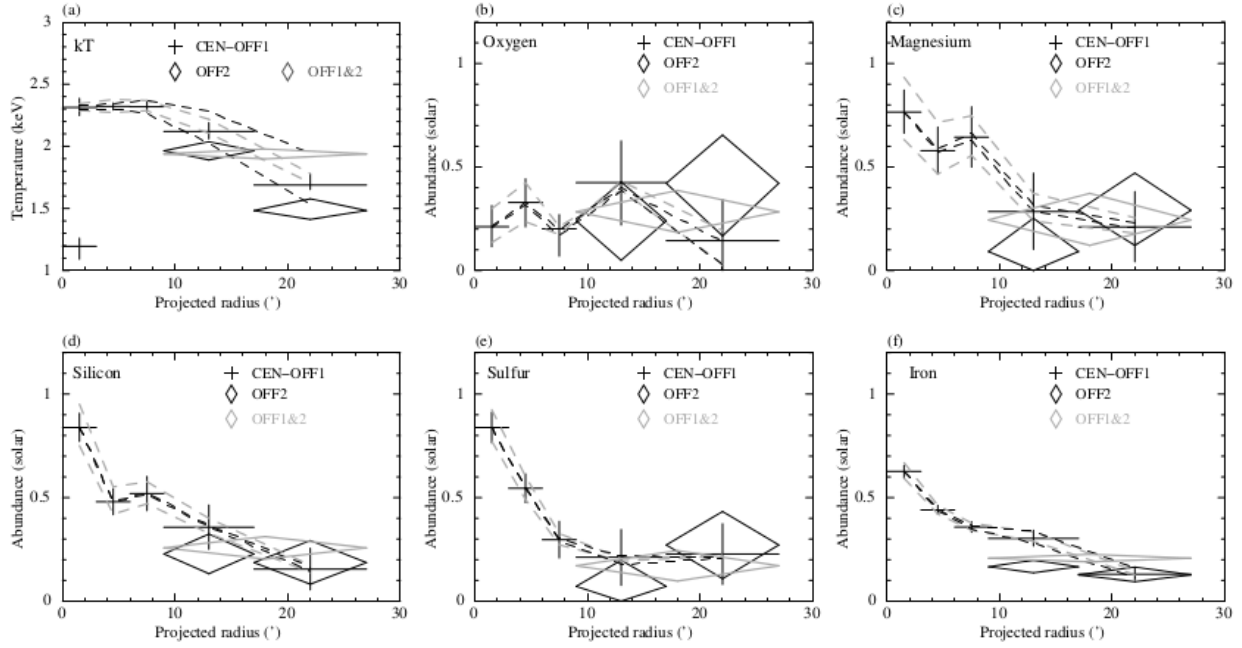 (a)
kT
CEN−OFF1
OFF2
OFF1&2
Temperature (keV)
3
2.5
2
1.5
1
0
10
20
30
Projected radius (′)
(b)
Oxygen
CEN−OFF1
OFF2
OFF1&2
Abundance (solar)
1
0.5
0
0
10
20
30
Projected radius (′)
(c)
Magnesium
CEN−OFF1
OFF2
OFF1&2
Abundance (solar)
1
0.5
0
0
10
20
30
Projected radius (′)
(d)
Silicon
CEN−OFF1
OFF2
OFF1&2
Abundance (solar)
1
0.5
0
0
10
20
30
Projected radius (′)
(e)
Sulfur
CEN−OFF1
OFF2
OFF1&2
Abundance (solar)
1
0.5
0
0
10
20
30
Projected radius (′)
(f)
Iron
CEN−OFF1
OFF2
OFF1&2
Abundance (solar)
1
0.5
0
0
10
20
30
Projected radius (′)